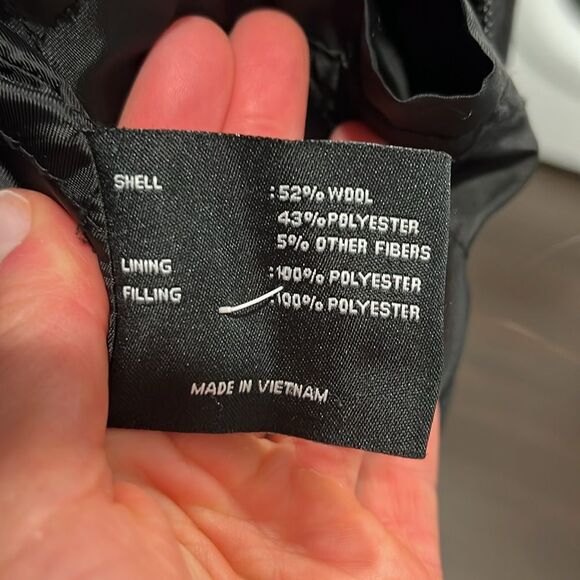 SHELL :52% WOOL
43% POLYESTER
5% OTHER FIBERS
LINING :100% POLYESTER
FILLING :100% POLYESTER
MADE IN VIETNAM